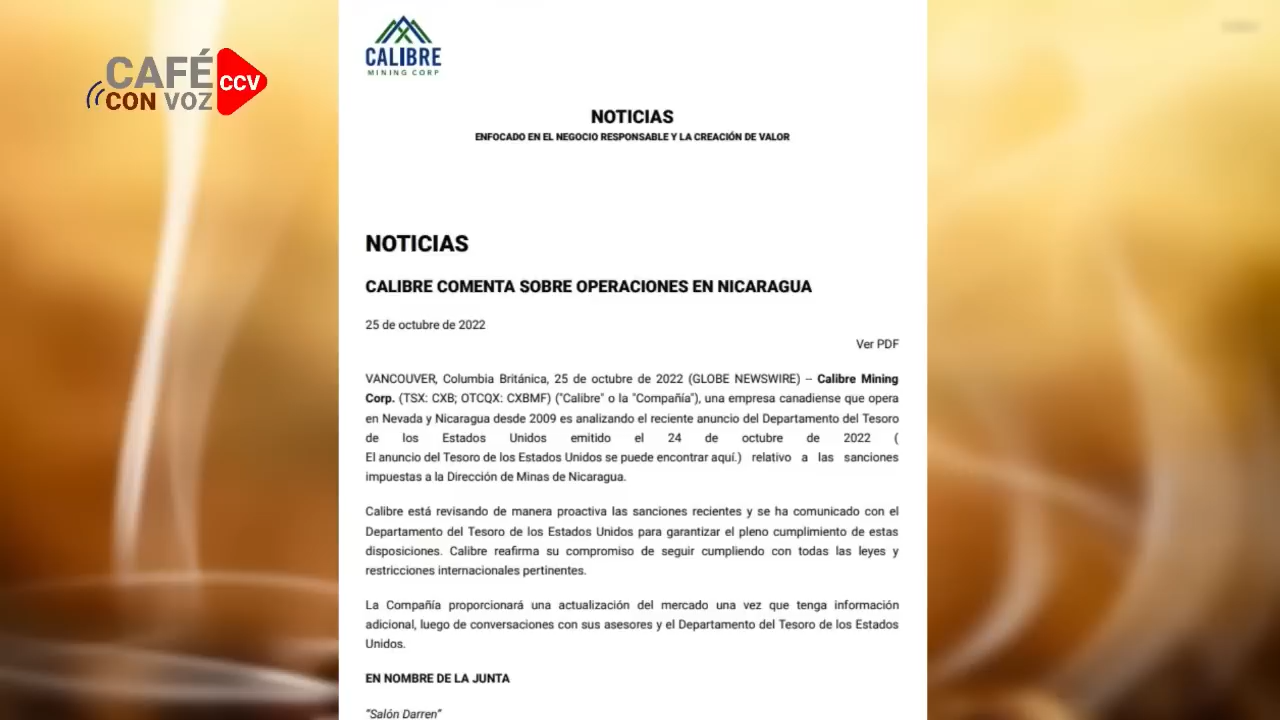 CAFÉ
CON VOZ
CCV
CALIBRE
MINING CORP
NOTICIAS
ENFOCADO EN EL NEGOCIO RESPONSABLE Y LA CREACIÓN DE VALOR
NOTICIAS
CALIBRE COMENTA SOBRE OPERACIONES EN NICARAGUA
25 de octubre de 2022
Ver PDF
VANCOUVER, Columbia Británica, 25 de octubre de 2022 (GLOBE NEWSWIRE) -- Calibre Mining
Corp. (TSX: CXB; OTCQX: CXBMF) ("Calibre" o la "Compañía"), una empresa canadiense que opera
en Nevada y Nicaragua desde 2009 es analizando el reciente anuncio del Departamento del Tesoro
de los Estados Unidos emitido el 24 de octubre de 2022 (
El anuncio del Tesoro de los Estados Unidos se puede encontrar aquí.) relativo a las sanciones
impuestas a la Dirección de Minas de Nicaragua.
Calibre está revisando de manera proactiva las sanciones recientes y se ha comunicado con el
Departamento del Tesoro de los Estados Unidos para garantizar el pleno cumplimiento de estas
disposiciones. Calibre reafirma su compromiso de seguir cumpliendo con todas las leyes y
restricciones internacionales pertinentes.
La Compañía proporcionará una actualización del mercado una vez que tenga información
adicional, luego de conversaciones con sus asesores y el Departamento del Tesoro de los Estados
Unidos.
EN NOMBRE DE LA JUNTA
"Salón Darren"